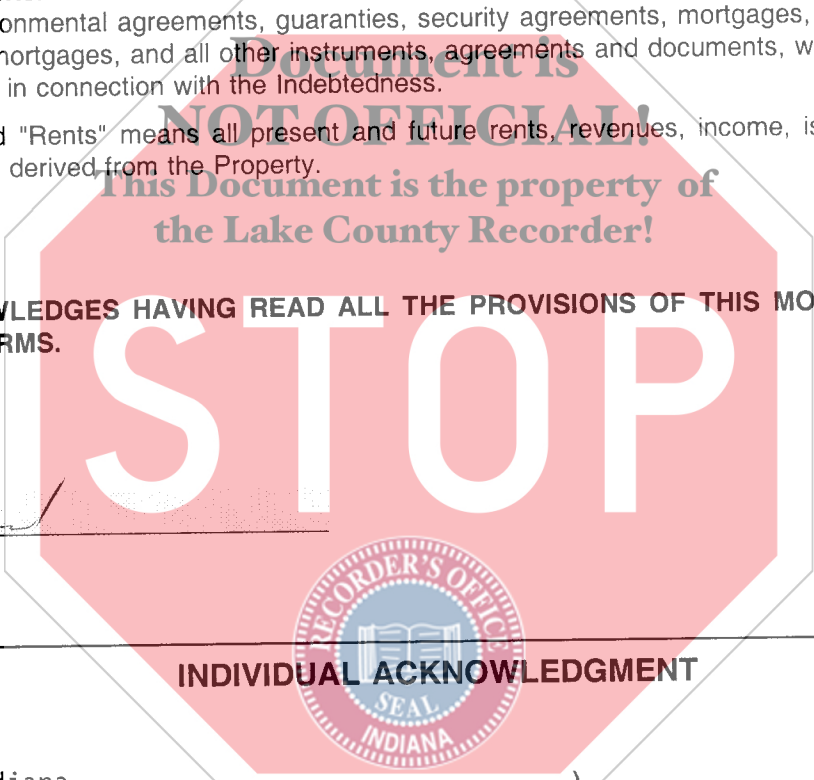 onmental agreements, guaranties, security agreements, mortgages,
mortgages, and all other instruments, agreements and documents, w
in connection with the Indebtedness.
Document is
NOT OFFICIAL!
d "Rents" means all present and future rents, revenues, income, is
derived from the Property.
This Document is the property of
the Lake County Recorder!
WLEDGES HAVING READ ALL THE PROVISIONS OF THIS MO
RMS.
STOP
RECORDER'S OFFICE
INDIVIDUAL ACKNOWLEDGMENT
SEAL
INDIANA
diana )